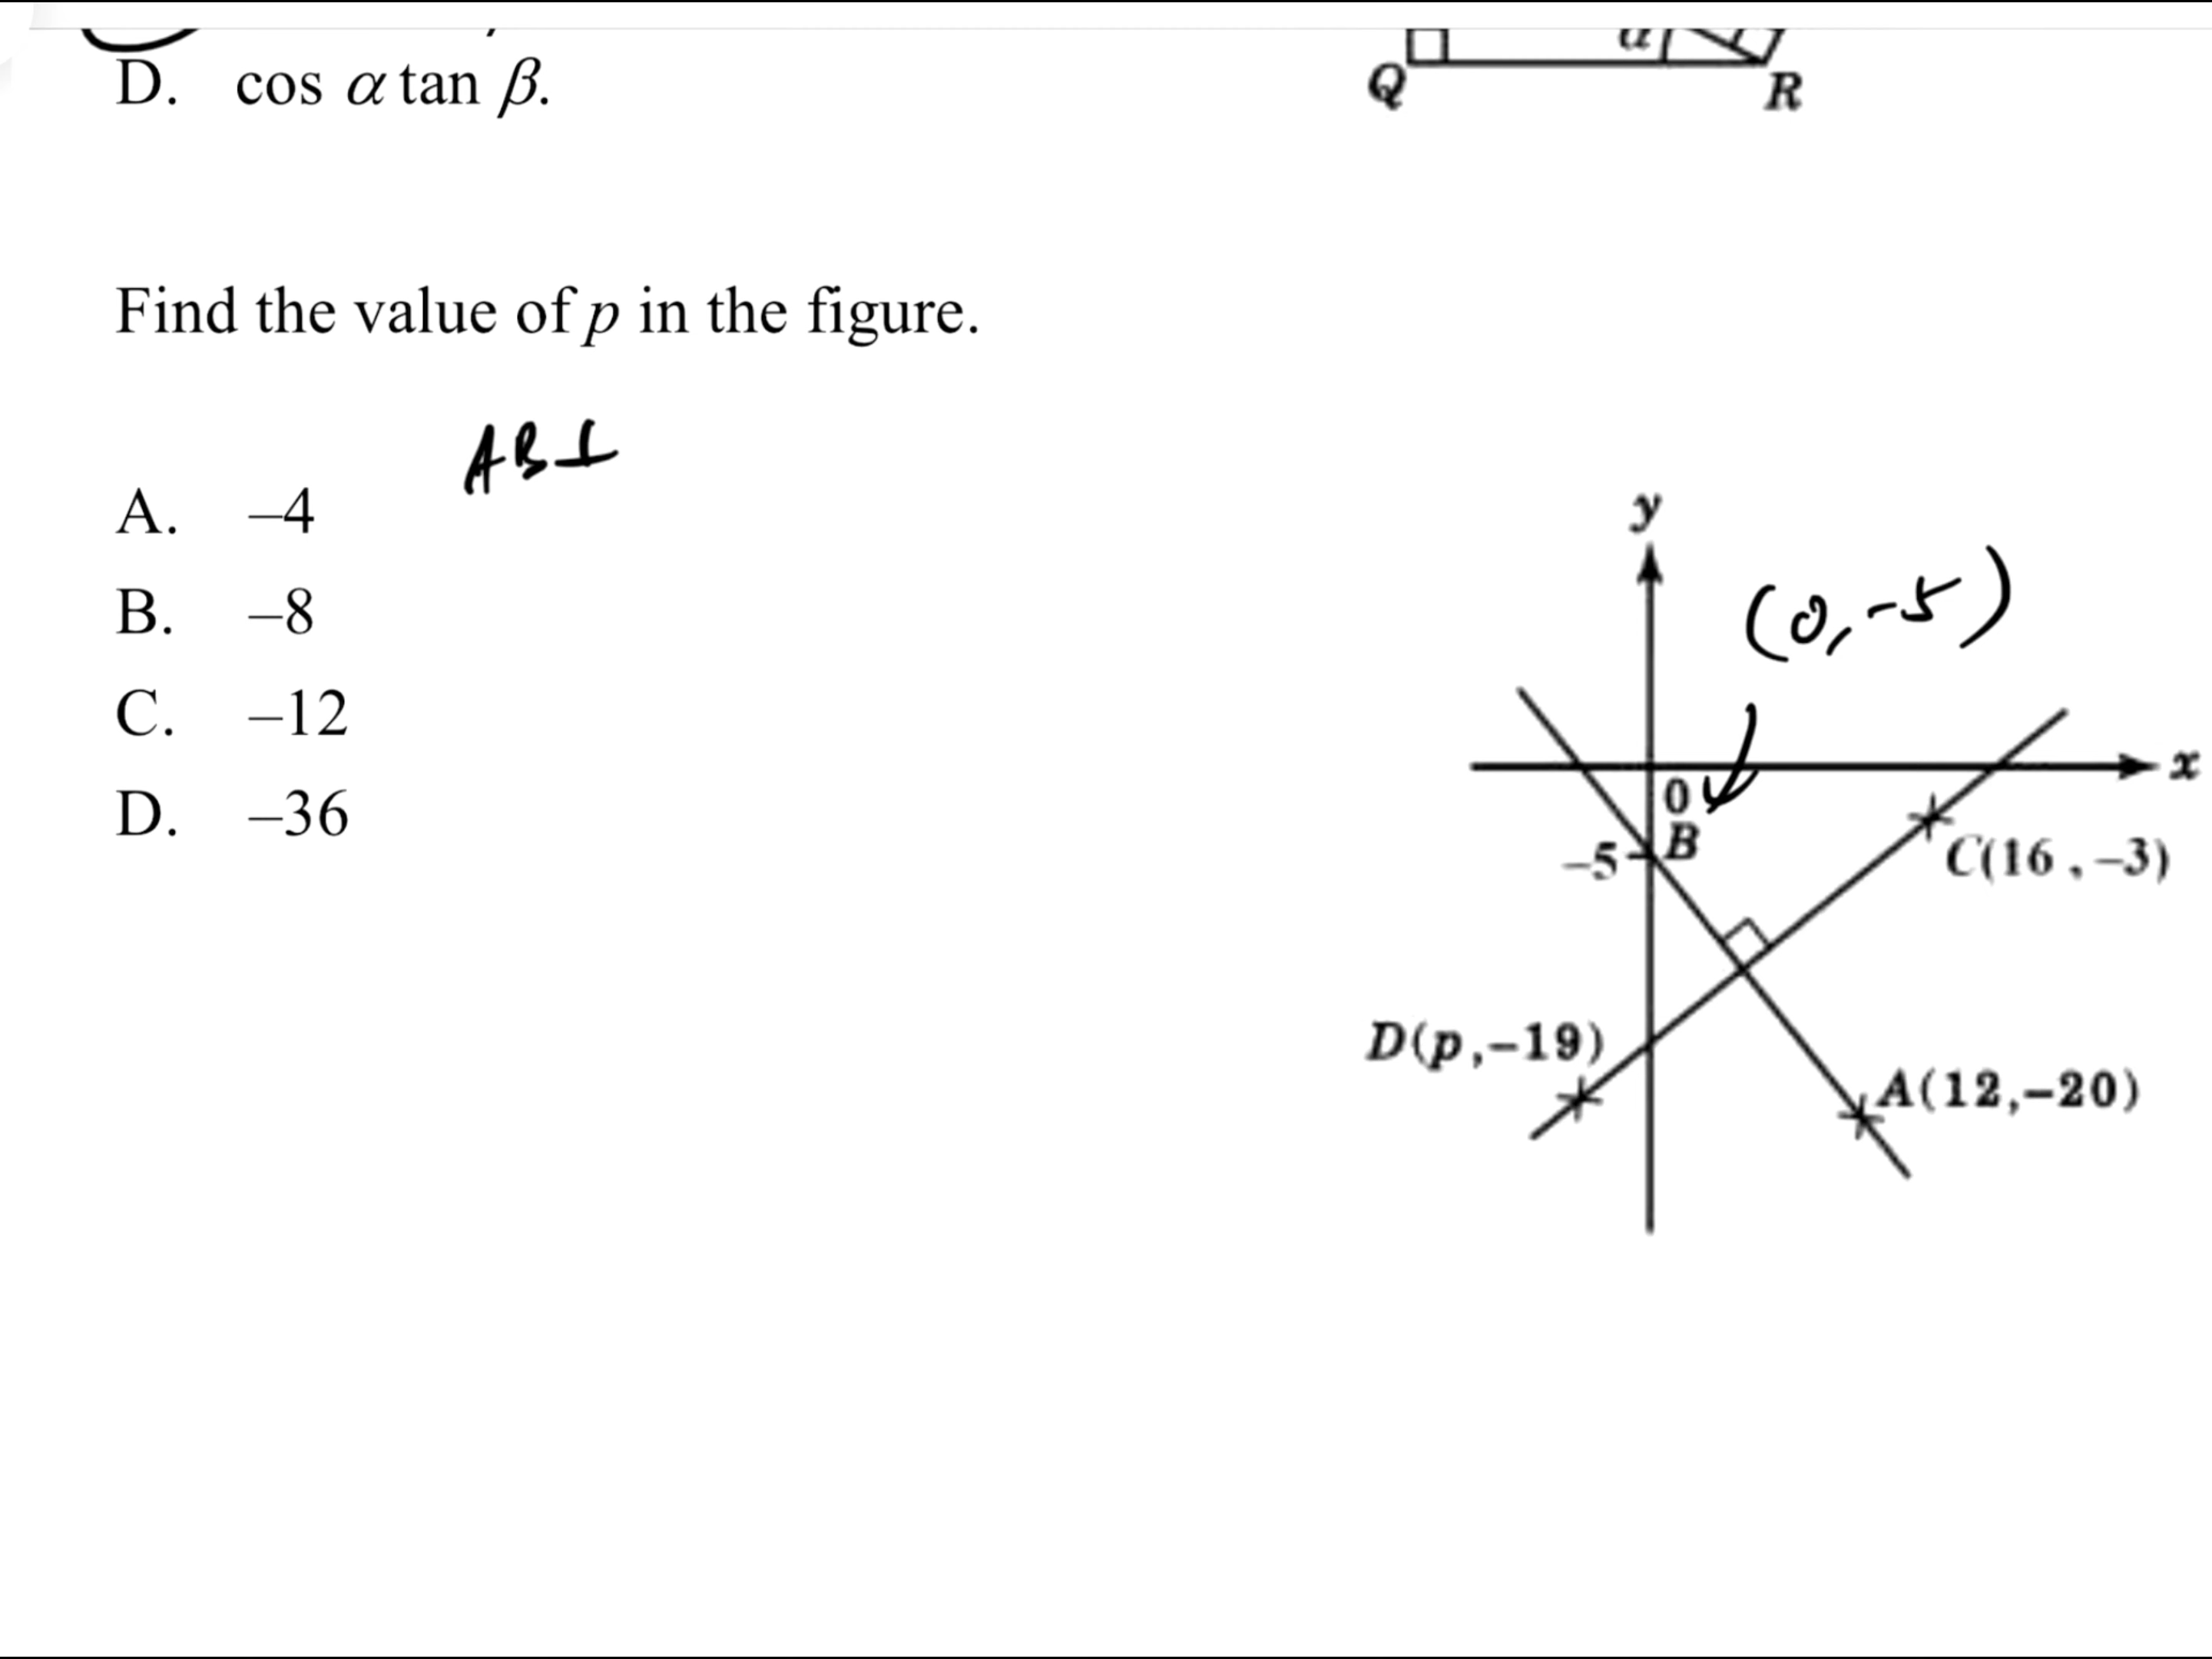 D. cos α tan β.
Q
α
R
Find the value of p in the figure.
AB⊥
A. –4
B. –8
C. –12
D. –36
y
(0,-5)
x
0
B
–5
C(16,–3)
D(p,–19)
A(12,–20)